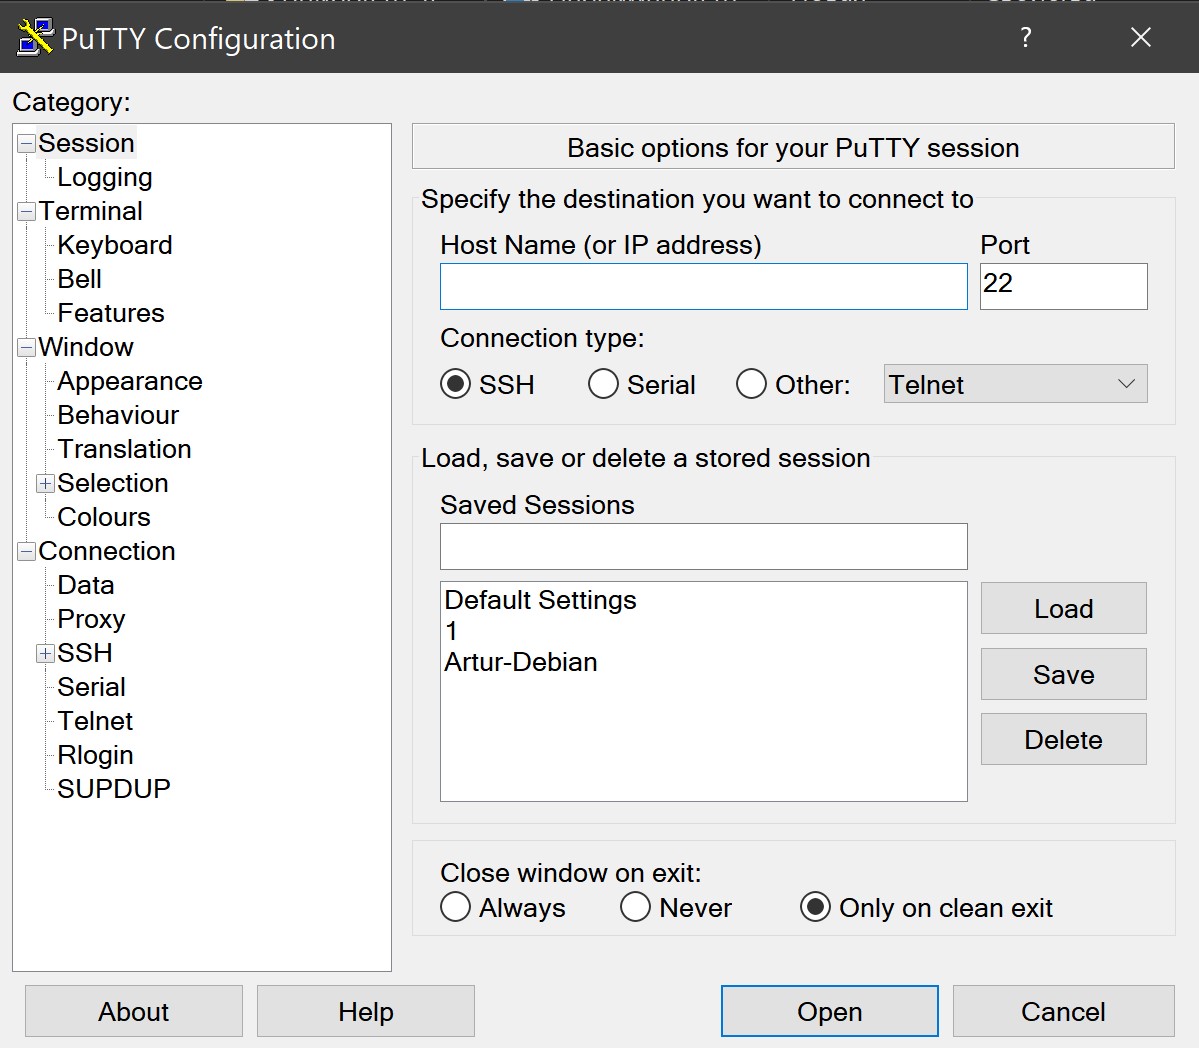 PuTTY Configuration
?
Category:
Session
Logging
Terminal
Keyboard
Bell
Features
Window
Appearance
Behaviour
Translation
Selection
Colours
Connection
Data
Proxy
SSH
Serial
Telnet
Rlogin
SUPDUP
Basic options for your PuTTY session
Specify the destination you want to connect to
Host Name (or IP address) Port
22
Connection type:
SSH Serial Other: Telnet
Load, save or delete a stored session
Saved Sessions
Default Settings
1
Artur-Debian
Load
Save
Delete
Close window on exit:
Always Never Only on clean exit
About Help Open Cancel